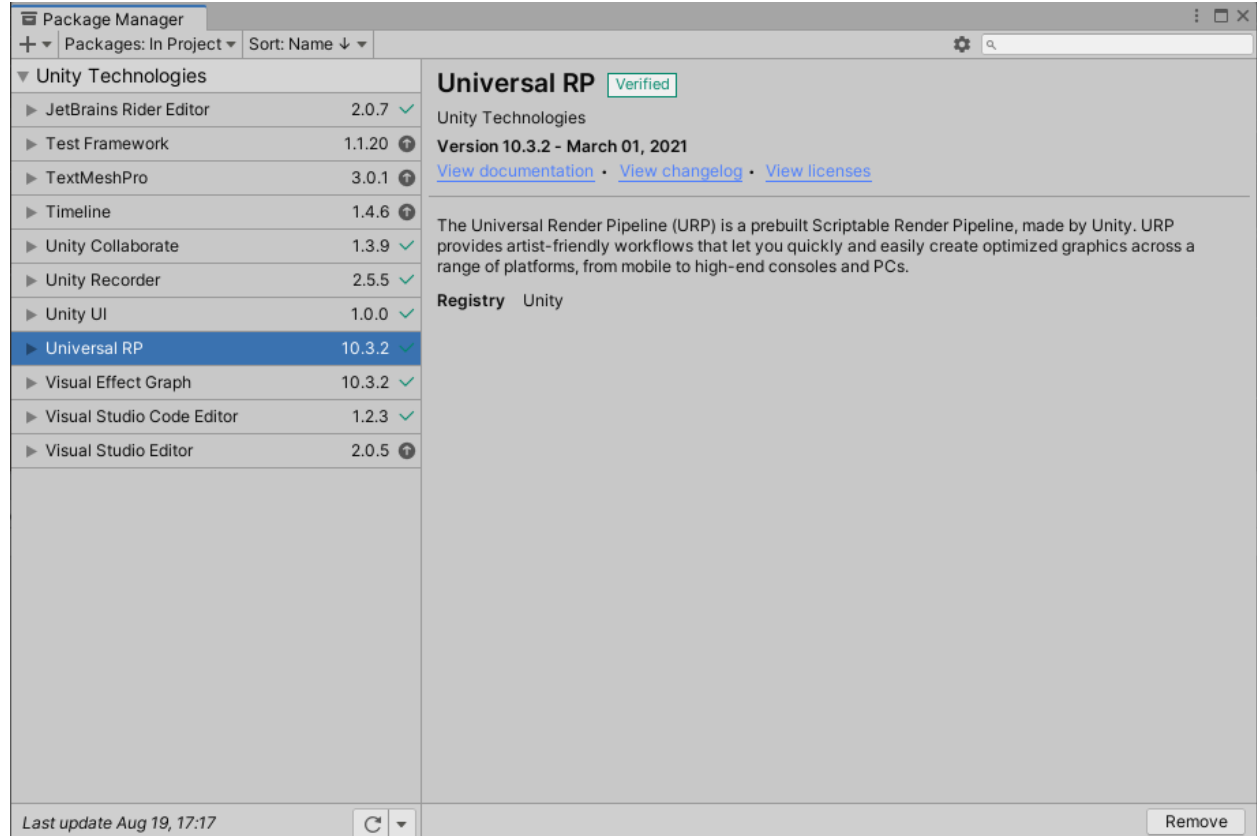 Package Manager
Packages: In Project Sort: Name ↓
Unity Technologies
JetBrains Rider Editor 2.0.7
Test Framework 1.1.20
TextMeshPro 3.0.1
Timeline 1.4.6
Unity Collaborate 1.3.9
Unity Recorder 2.5.5
Unity UI 1.0.0
Universal RP 10.3.2
Visual Effect Graph 10.3.2
Visual Studio Code Editor 1.2.3
Visual Studio Editor 2.0.5
Last update Aug 19, 17:17
Universal RP Verified
Unity Technologies
Version 10.3.2 - March 01, 2021
View documentation • View changelog • View licenses
The Universal Render Pipeline (URP) is a prebuilt Scriptable Render Pipeline, made by Unity. URP
provides artist-friendly workflows that let you quickly and easily create optimized graphics across a
range of platforms, from mobile to high-end consoles and PCs.
Registry Unity
Remove